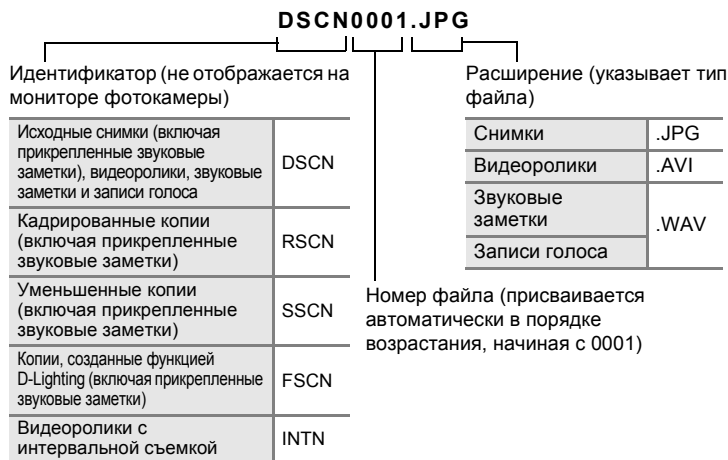 DSCN0001.JPG
Идентификатор (не отображается на
мониторе фотокамеры)
Исходные снимки (включая
прикрепленные звуковые
заметки), видеоролики, звуковые
заметки и записи голоса
DSCN
Кадрированные копии
(включая прикрепленные
звуковые заметки)
RSCN
Уменьшенные копии
(включая прикрепленные
звуковые заметки)
SSCN
Копии, созданные функцией
D-Lighting (включая прикрепленные
звуковые заметки)
FSCN
Видеоролики с
интервальной съемкой
INTN
Расширение (указывает тип
файла)
Снимки
.JPG
Видеоролики
.AVI
Звуковые
заметки
.WAV
Записи голоса
Номер файла (присваивается
автоматически в порядке
возрастания, начиная с 0001)